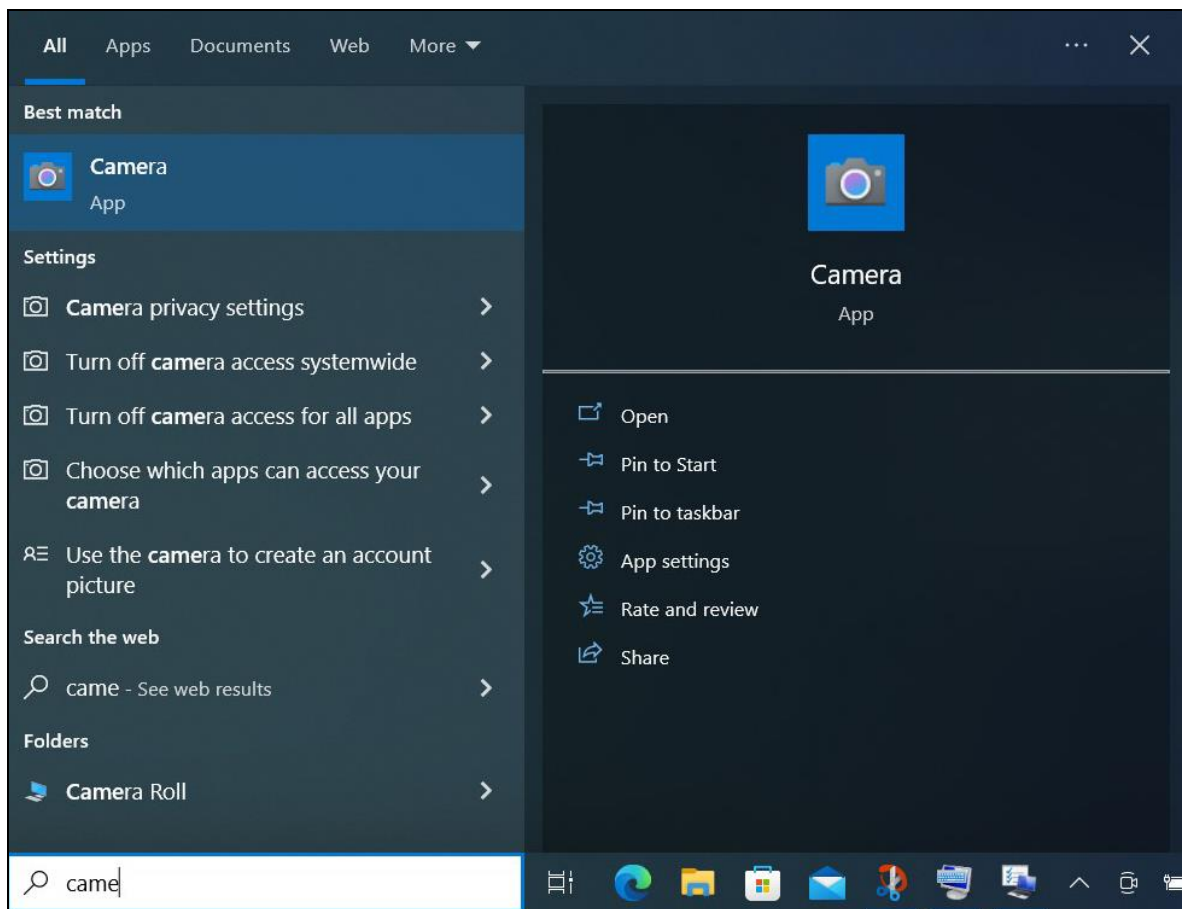 All Apps Documents Web More
Best match
Camera
App
Settings
Camera privacy settings
Turn off camera access systemwide
Turn off camera access for all apps
Choose which apps can access your
camera
Use the camera to create an account
picture
Search the web
came - See web results
Folders
Camera Roll
came
Camera
App
Open
Pin to Start
Pin to taskbar
App settings
Rate and review
Share